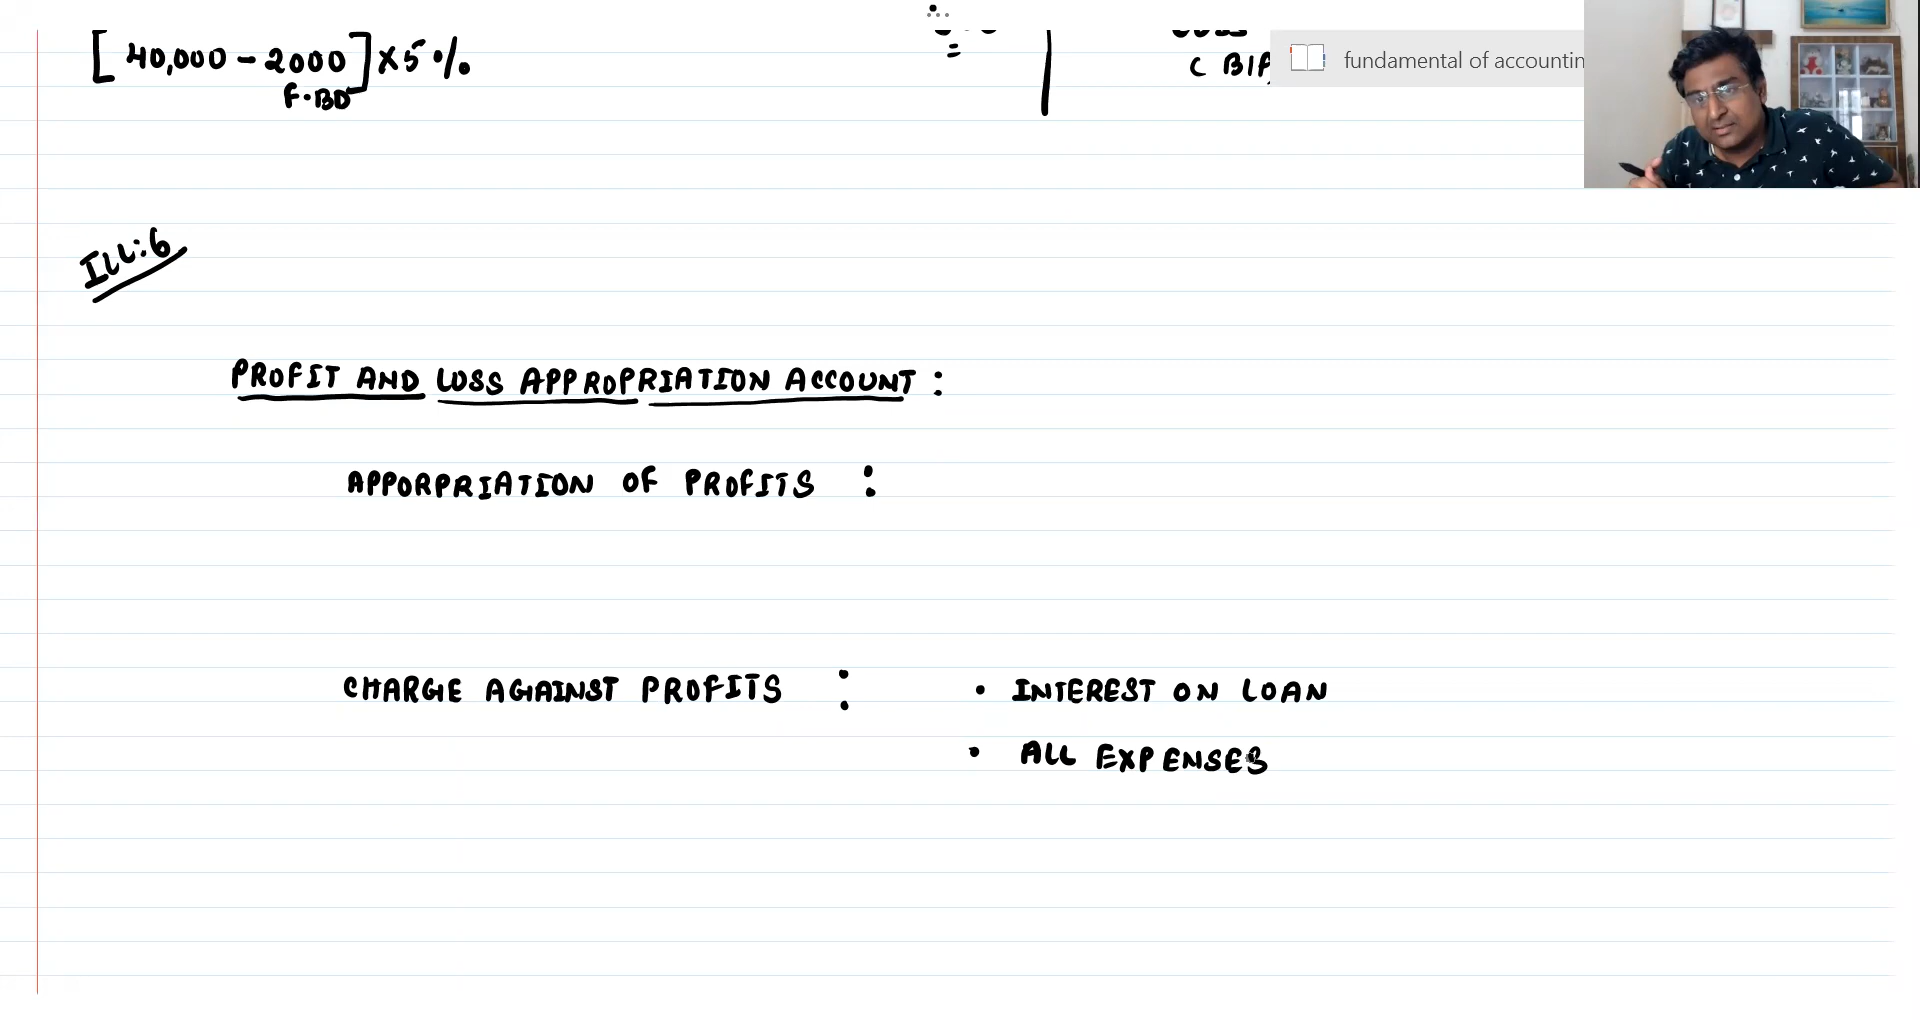 [40,000 - 2000] x 5%
F.BD
fundamental of accountin
ILL:6
PROFIT AND LOSS APPROPRIATION ACCOUNT :
APPORPRIATION OF PROFITS :
CHARGE AGAINST PROFITS : • INTEREST ON LOAN
• ALL EXPENSES